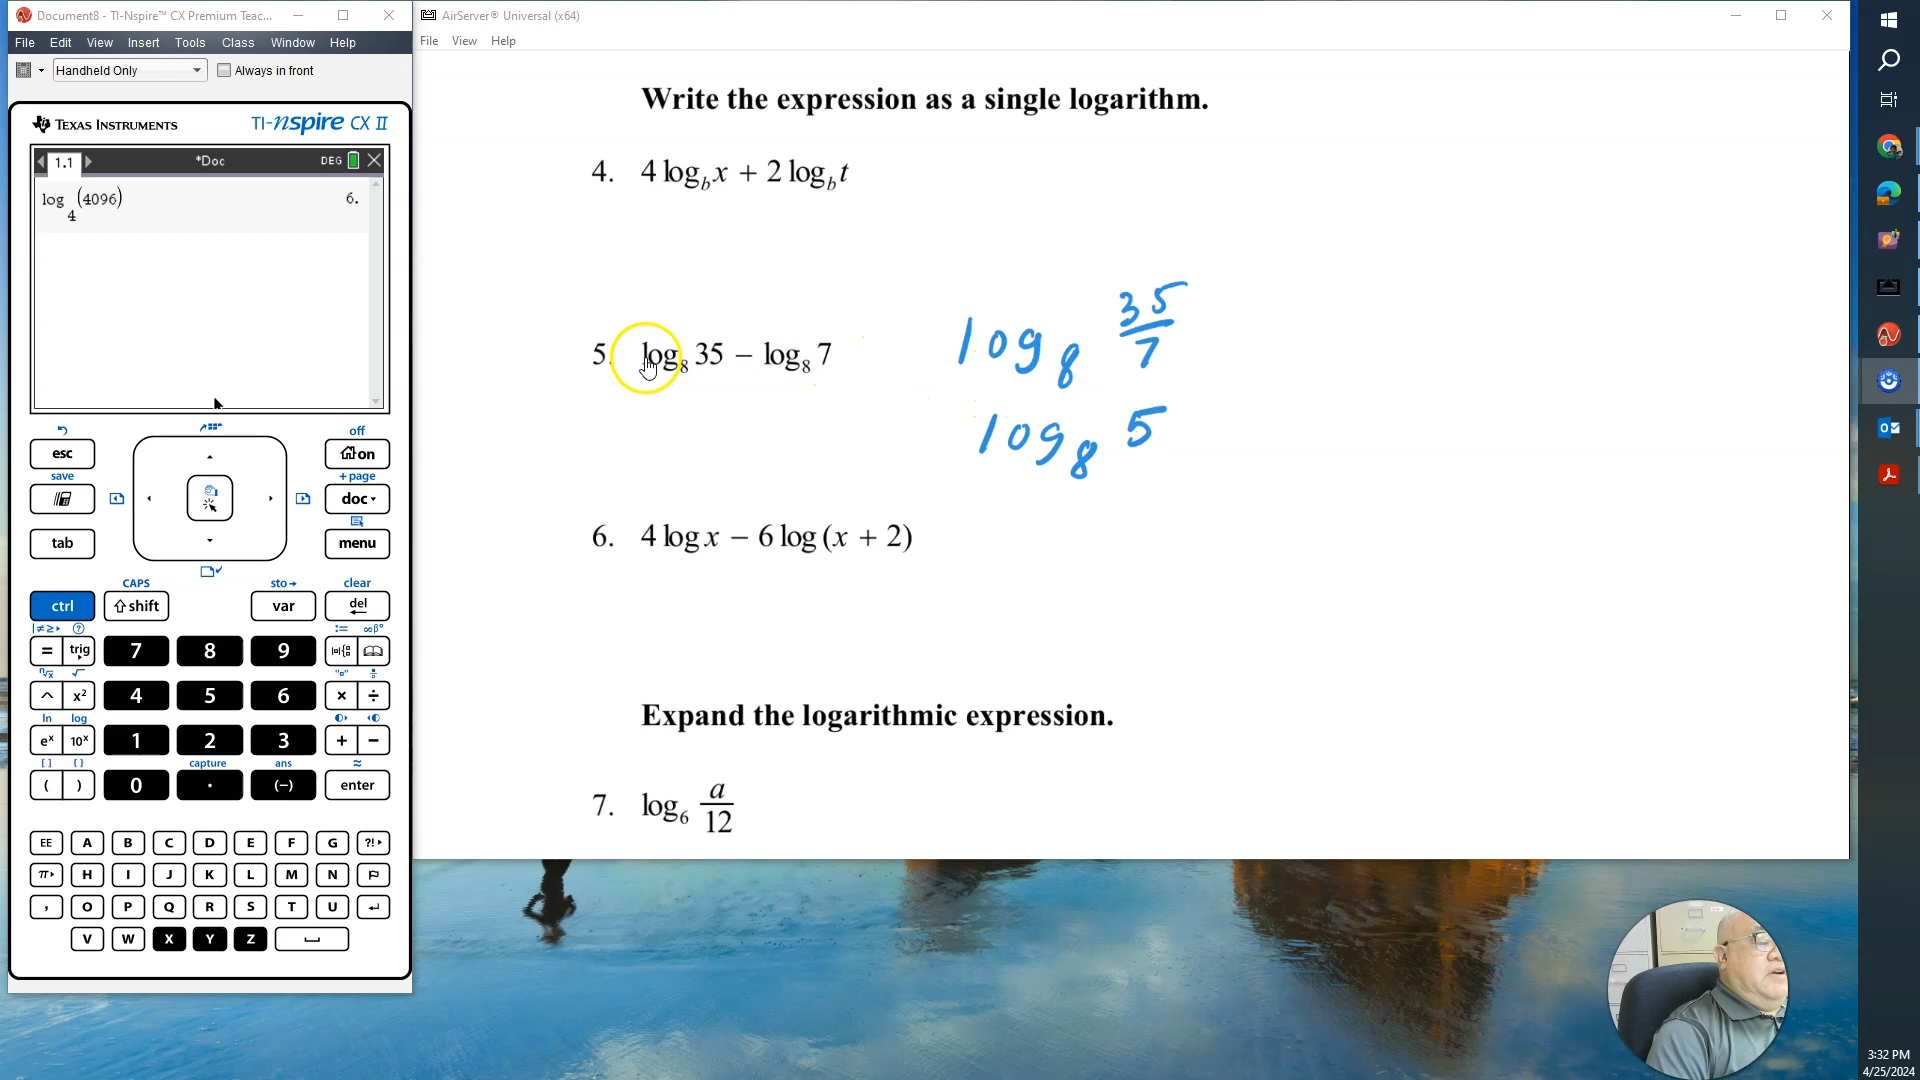 Document8 - TI-Nspire™ CX Premium Teac...
File Edit View Insert Tools Class Window Help
Handheld Only
Always in front
TEXAS INSTRUMENTS TI-nspire CX II
1.1 *Doc DEG
log₄(4096) 6.
off
esc on
save + page
doc
tab menu
CAPS sto→ clear
ctrl shift var del
|≠≥▸ ? := ∞β°
= trig 7 8 9
ⁿ√x √ "□"
^ x² 4 5 6 × ÷
ln log
eˣ 10ˣ 1 2 3 + −
[ ] { } capture ans ≈
( ) 0 . (−) enter
EE A B C D E F G ?!▸
π▸ H I J K L M N
, O P Q R S T U ↵
V W X Y Z
AirServer® Universal (x64)
File View Help
Write the expression as a single logarithm.
4. 4 log_b x + 2 log_b t
5. log₈ 35 − log₈ 7
log₈ 35/7
log₈ 5
6. 4 log x − 6 log (x + 2)
Expand the logarithmic expression.
7. log₆ a/12
3:32 PM
4/25/2024